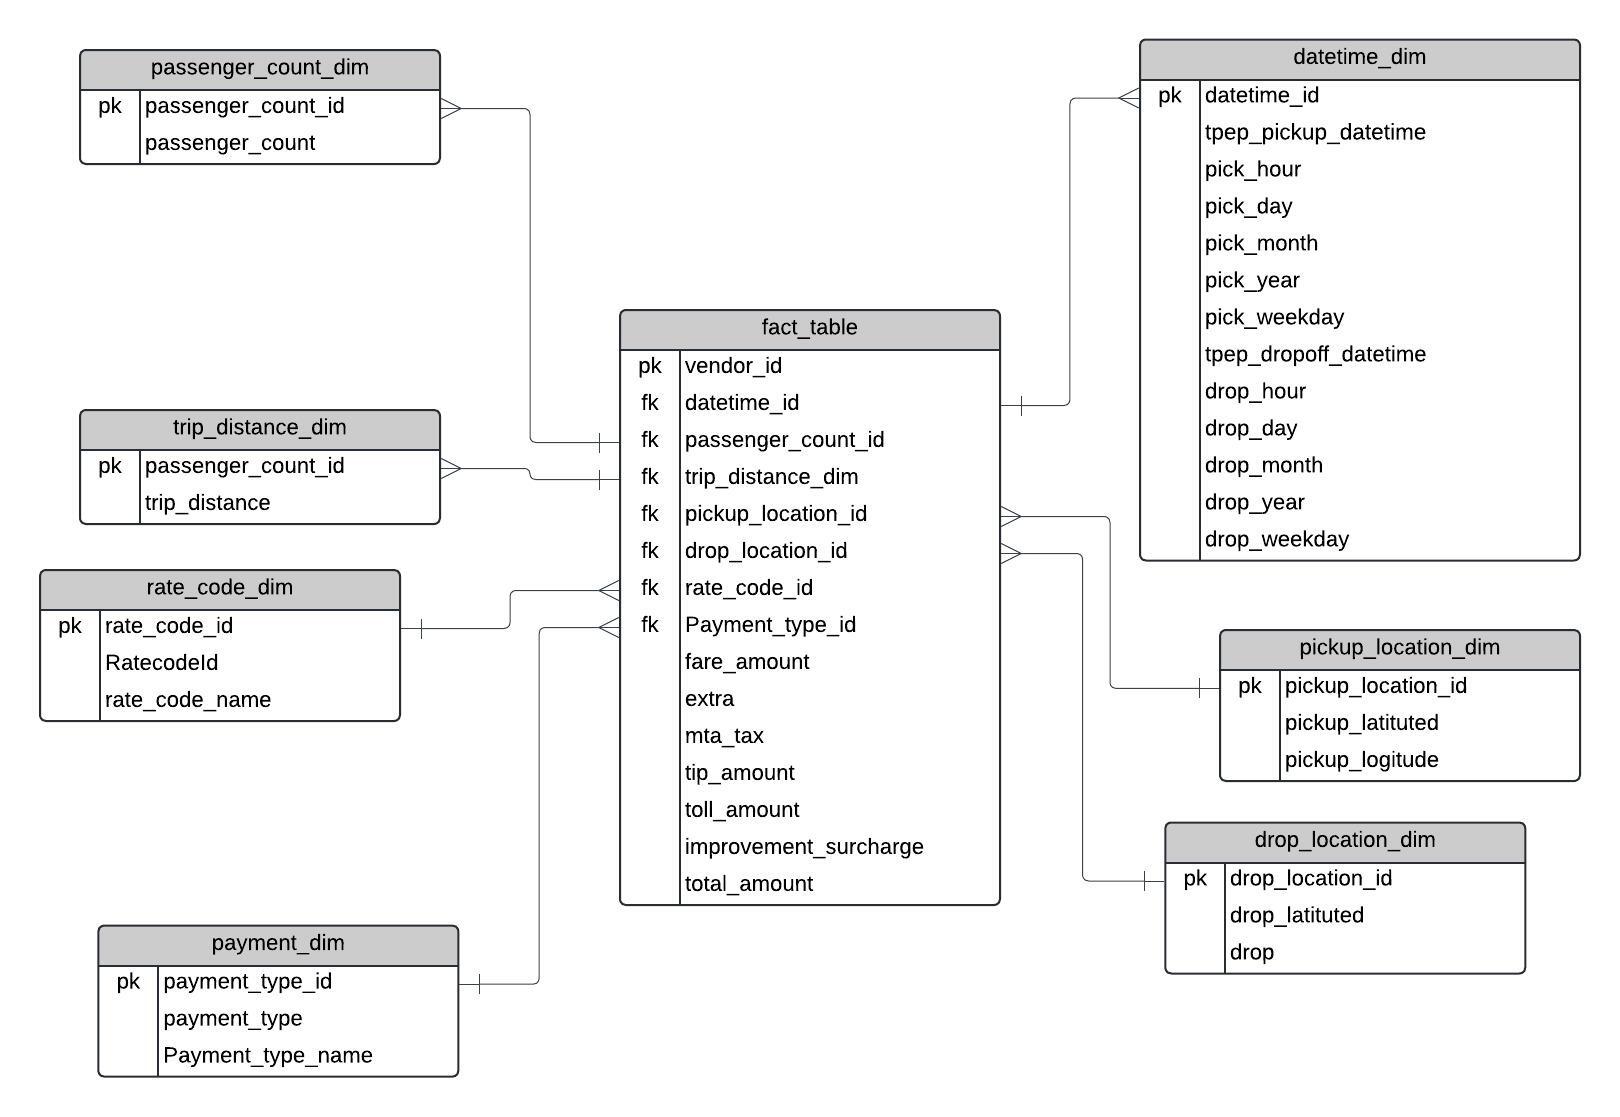 passenger_count_dim
pk passenger_count_id
passenger_count
datetime_dim
pk datetime_id
tpep_pickup_datetime
pick_hour
pick_day
pick_month
pick_year
pick_weekday
tpep_dropoff_datetime
drop_hour
drop_day
drop_month
drop_year
drop_weekday
fact_table
pk vendor_id
fk datetime_id
fk passenger_count_id
fk trip_distance_dim
fk pickup_location_id
fk drop_location_id
fk rate_code_id
fk Payment_type_id
fare_amount
extra
mta_tax
tip_amount
toll_amount
improvement_surcharge
total_amount
trip_distance_dim
pk passenger_count_id
trip_distance
rate_code_dim
pk rate_code_id
RatecodeId
rate_code_name
pickup_location_dim
pk pickup_location_id
pickup_latituted
pickup_logitude
drop_location_dim
pk drop_location_id
drop_latituted
drop
payment_dim
pk payment_type_id
payment_type
Payment_type_name